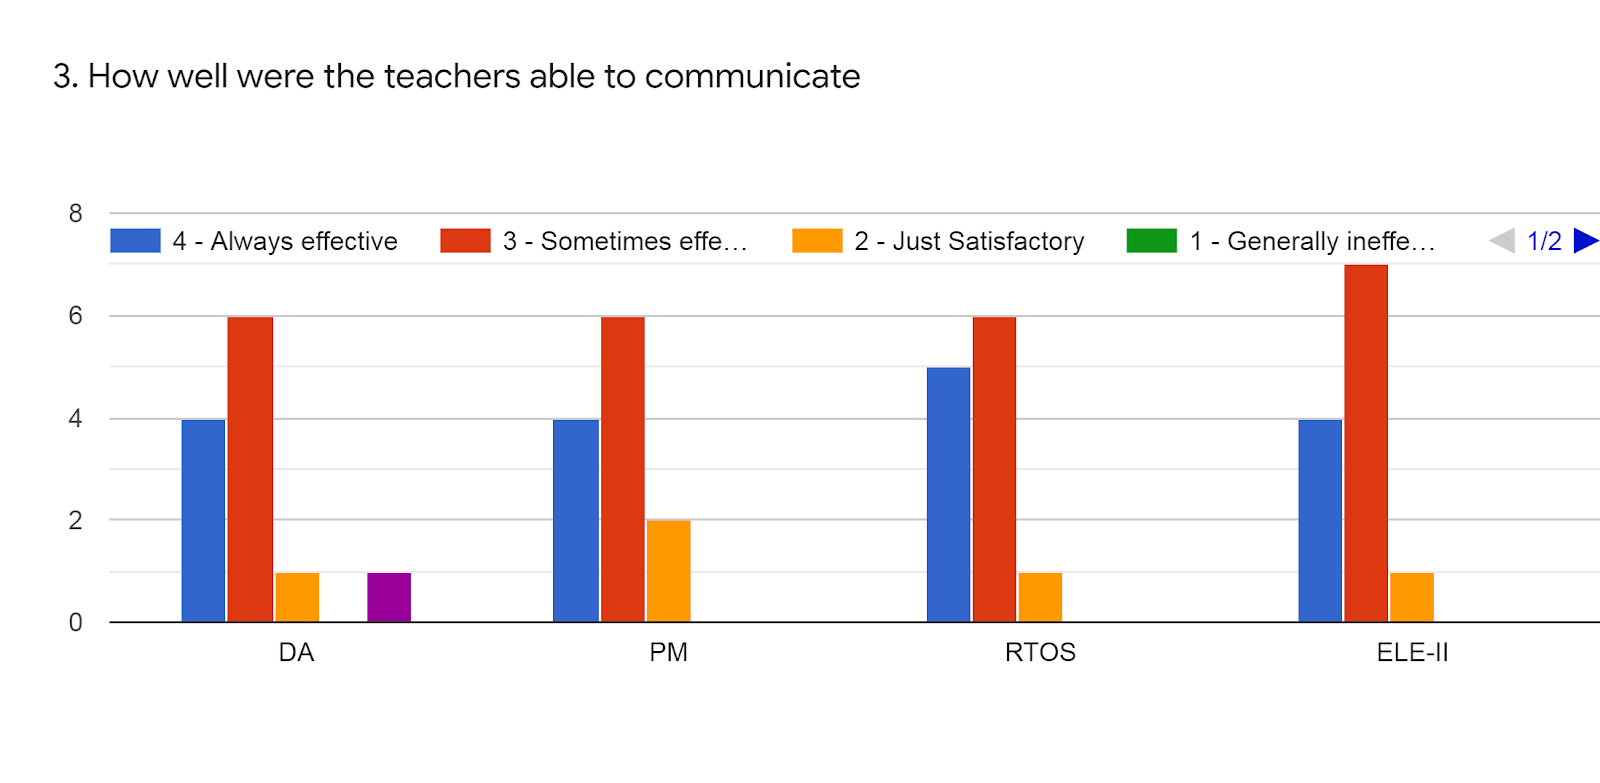 3. How well were the teachers able to communicate
8
4 - Always effective 3 - Sometimes effe... 2 - Just Satisfactory 1 - Generally ineffe... 1/2
6
4
2
0
DA PM RTOS ELE-II